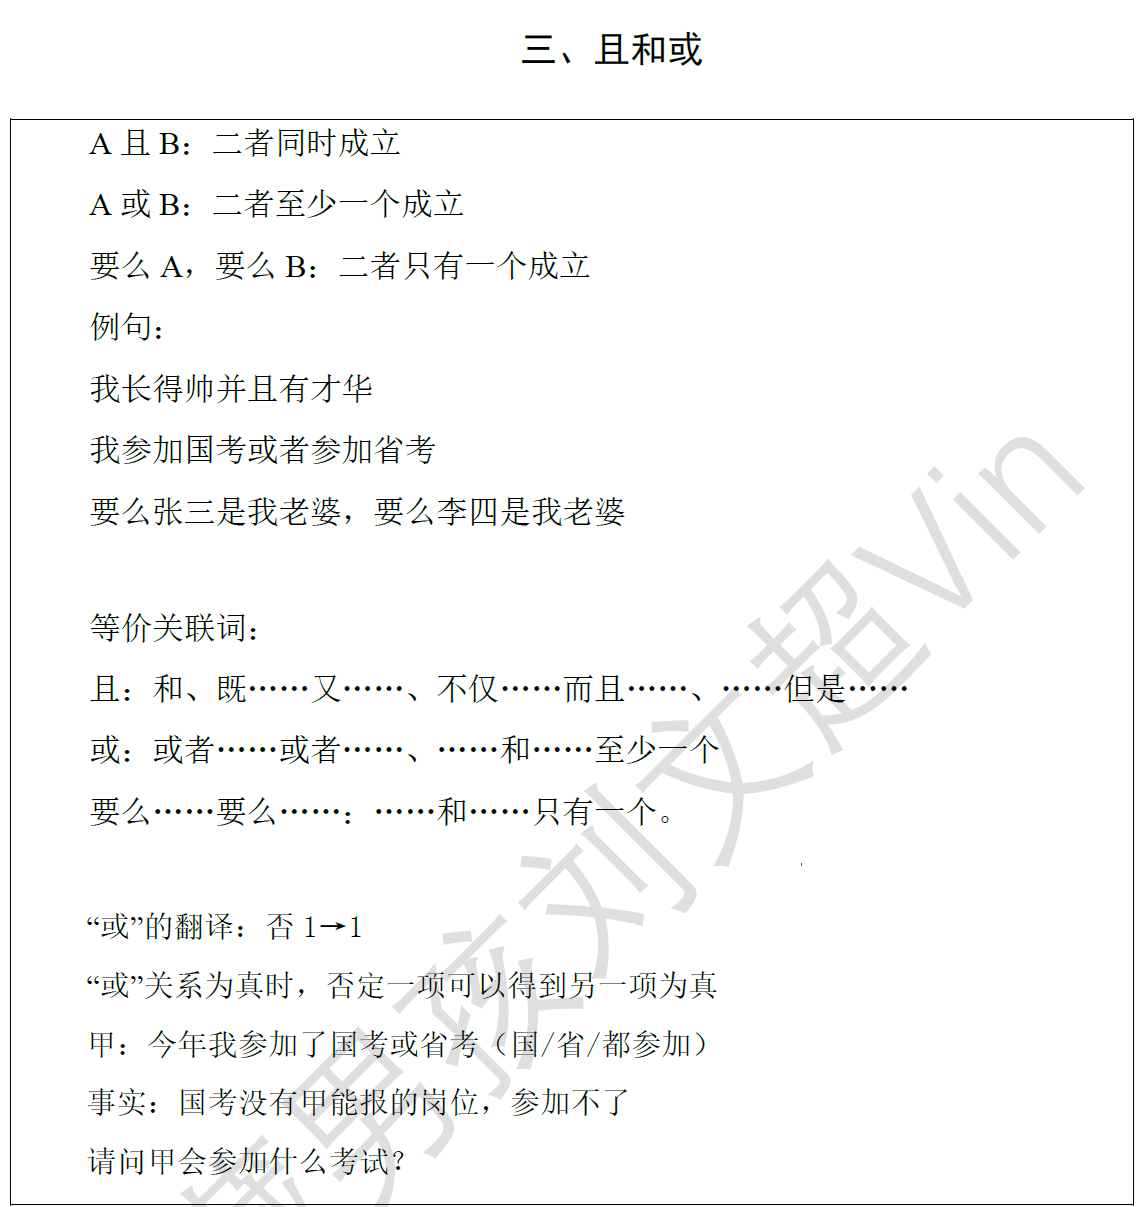 三、且和或
A 且 B：二者同时成立
A 或 B：二者至少一个成立
要么 A，要么 B：二者只有一个成立
例句：
我长得帅并且有才华
我参加国考或者参加省考
要么张三是我老婆，要么李四是我老婆
等价关联词：
且：和、既……又……、不仅……而且……、……但是……
或：或者……或者……、……和……至少一个
要么……要么……：……和……只有一个。
“或”的翻译：否 1→1
“或”关系为真时，否定一项可以得到另一项为真
甲：今年我参加了国考或省考（国/省/都参加）
事实：国考没有甲能报的岗位，参加不了
请问甲会参加什么考试？
男孩刘文超Vin